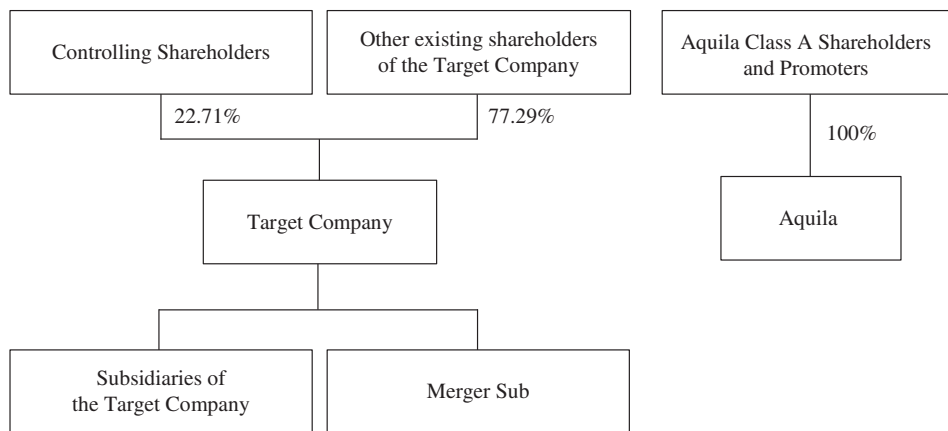 Controlling Shareholders
Other existing shareholders
of the Target Company
Aquila Class A Shareholders
and Promoters
22.71%
77.29%
100%
Target Company
Aquila
Subsidiaries of
the Target Company
Merger Sub